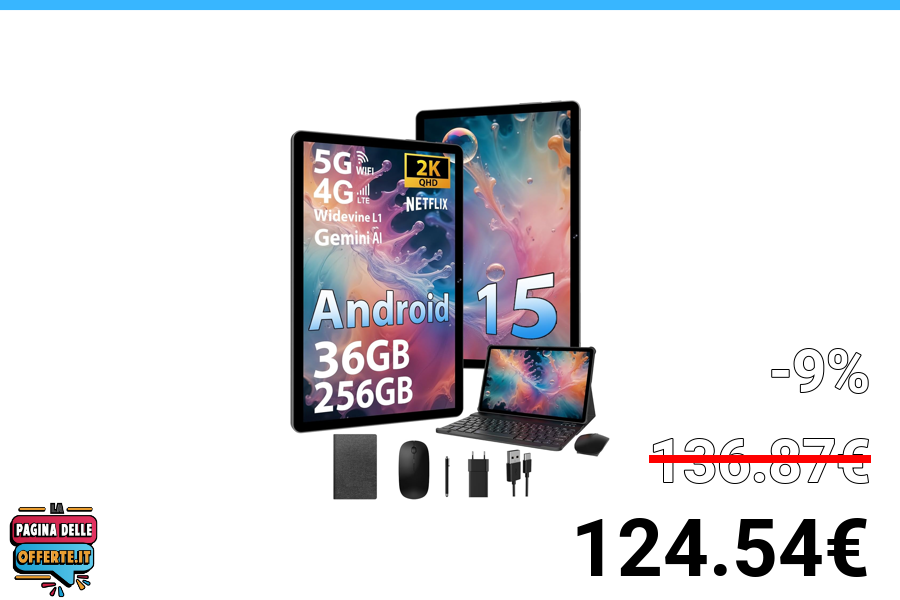 5G WIFI
4G LTE
Widevine L1
Gemini AI
2K
QHD
NETFLIX
Android 15
36GB
256GB
-9%
136.87€
124.54€
LA
PAGINA DELLE
OFFERTE.IT